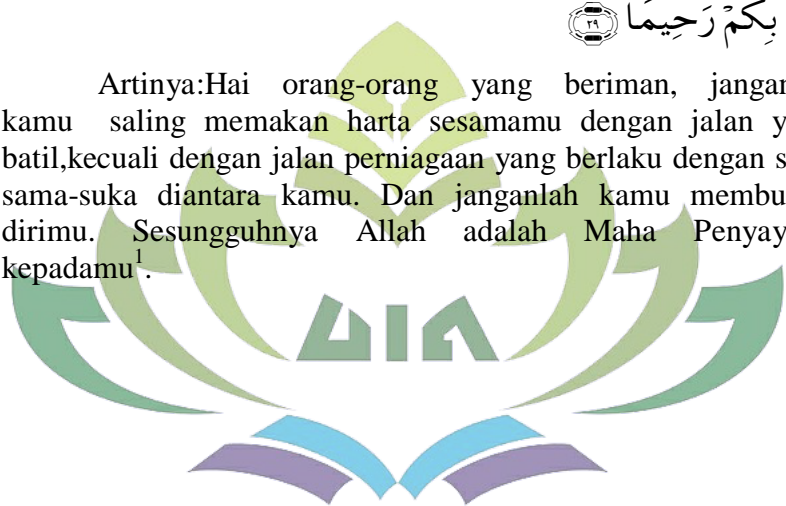 بِكُمْ رَحِيمًا ٢٩
Artinya:Hai orang-orang yang beriman, jangan
kamu saling memakan harta sesamamu dengan jalan y
batil,kecuali dengan jalan perniagaan yang berlaku dengan s
sama-suka diantara kamu. Dan janganlah kamu membu
dirimu. Sesungguhnya Allah adalah Maha Penyay
kepadamu¹.
UIN